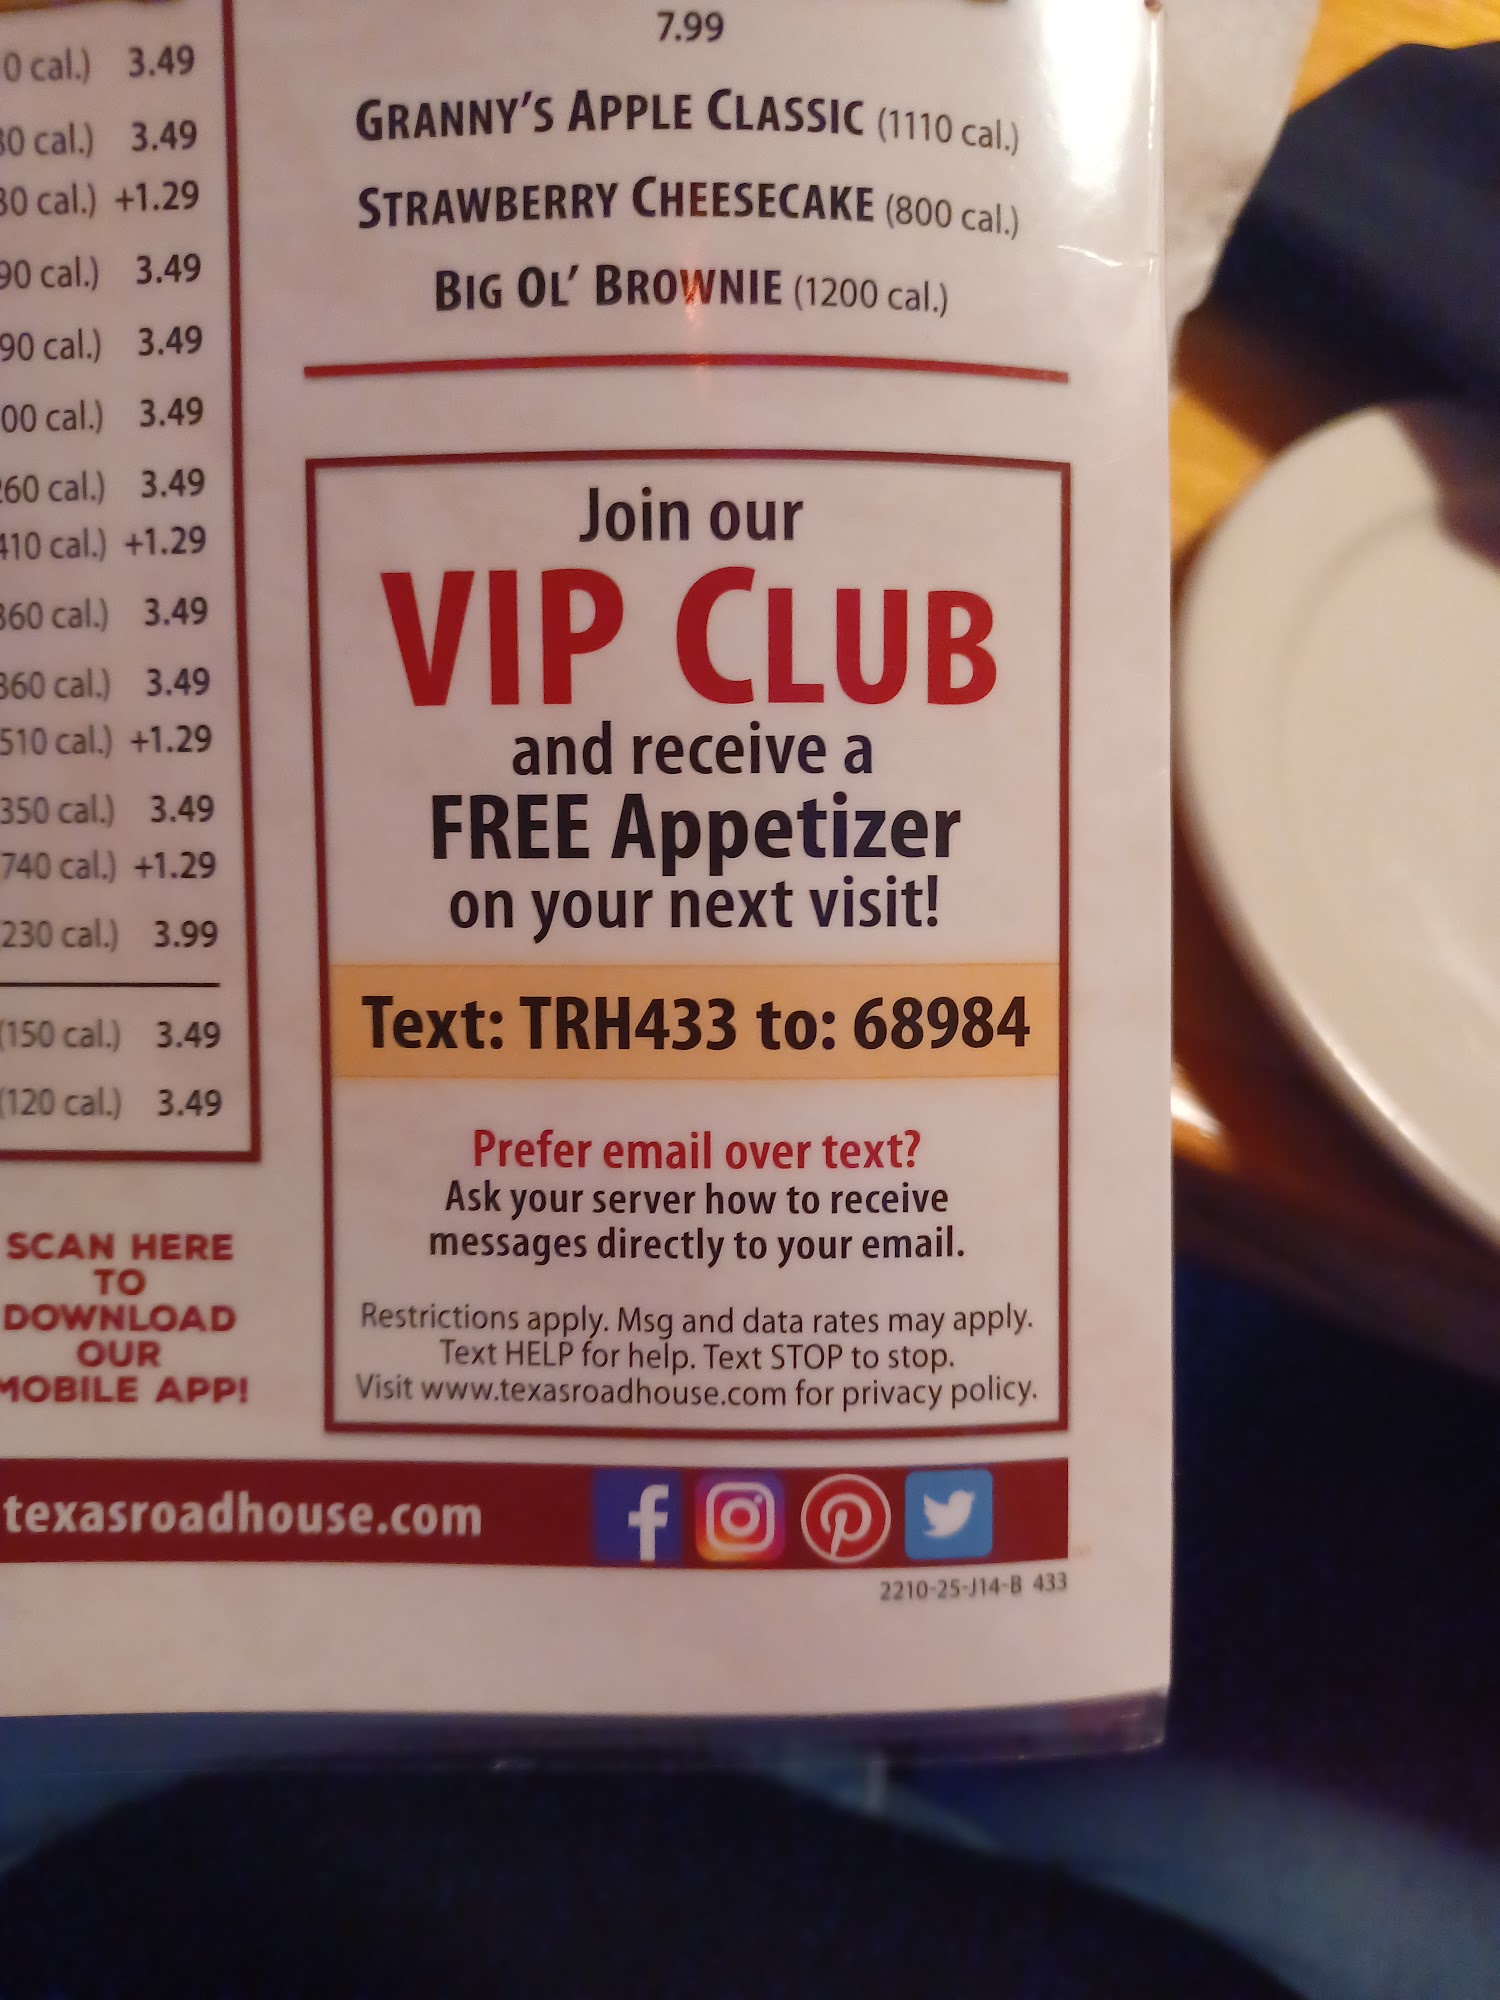 0 cal.) 3.49
30 cal.) 3.49
30 cal.) +1.29
90 cal.) 3.49
90 cal.) 3.49
00 cal.) 3.49
260 cal.) 3.49
410 cal.) +1.29
360 cal.) 3.49
360 cal.) 3.49
510 cal.) +1.29
350 cal.) 3.49
740 cal.) +1.29
230 cal.) 3.99
(150 cal.) 3.49
(120 cal.) 3.49
SCAN HERE
TO
DOWNLOAD
OUR
MOBILE APP!
7.99
GRANNY'S APPLE CLASSIC (1110 cal.)
STRAWBERRY CHEESECAKE (800 cal.)
BIG OL' BROWNIE (1200 cal.)
Join our
VIP CLUB
and receive a
FREE Appetizer
on your next visit!
Text: TRH433 to: 68984
Prefer email over text?
Ask your server how to receive
messages directly to your email.
Restrictions apply. Msg and data rates may apply.
Text HELP for help. Text STOP to stop.
Visit www.texasroadhouse.com for privacy policy.
texasroadhouse.com
2210-25-J14-B 433